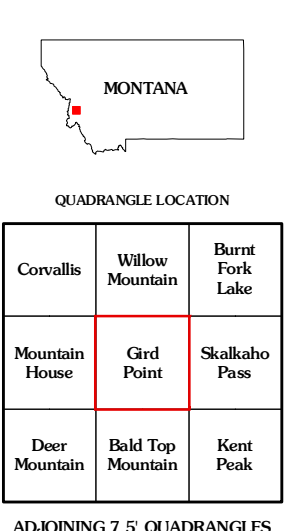 MONTANA
QUADRANGLE LOCATION
Corvallis
Willow
Mountain
Burnt
Fork
Lake
Mountain
House
Gird
Point
Skalkaho
Pass
Deer
Mountain
Bald Top
Mountain
Kent
Peak
ADJOINING 7.5' QUADRANGLES